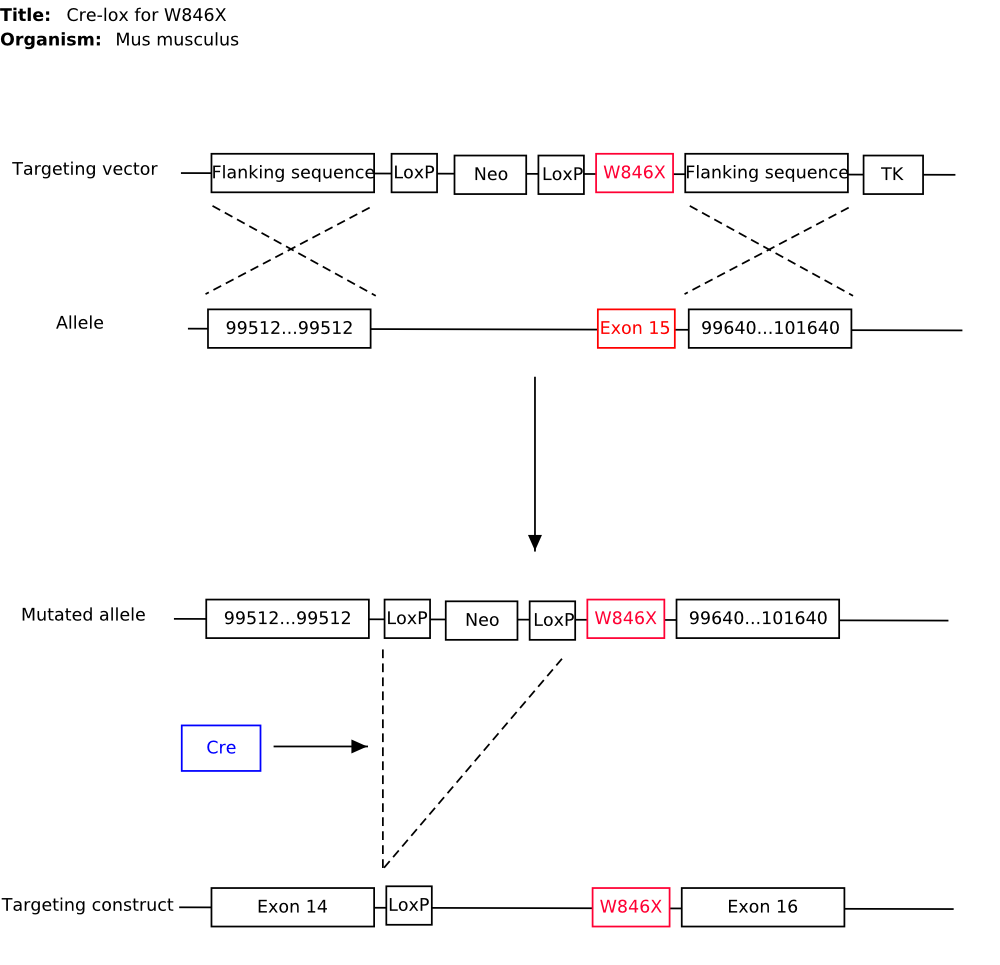 Title: Cre-lox for W846X
Organism: Mus musculus
Targeting vector Flanking sequence LoxP Neo LoxP W846X Flanking sequence TK
Allele 99512...99512 Exon 15 99640...101640
Mutated allele 99512...99512 LoxP Neo LoxP W846X 99640...101640
Cre
Targeting construct Exon 14 LoxP W846X Exon 16